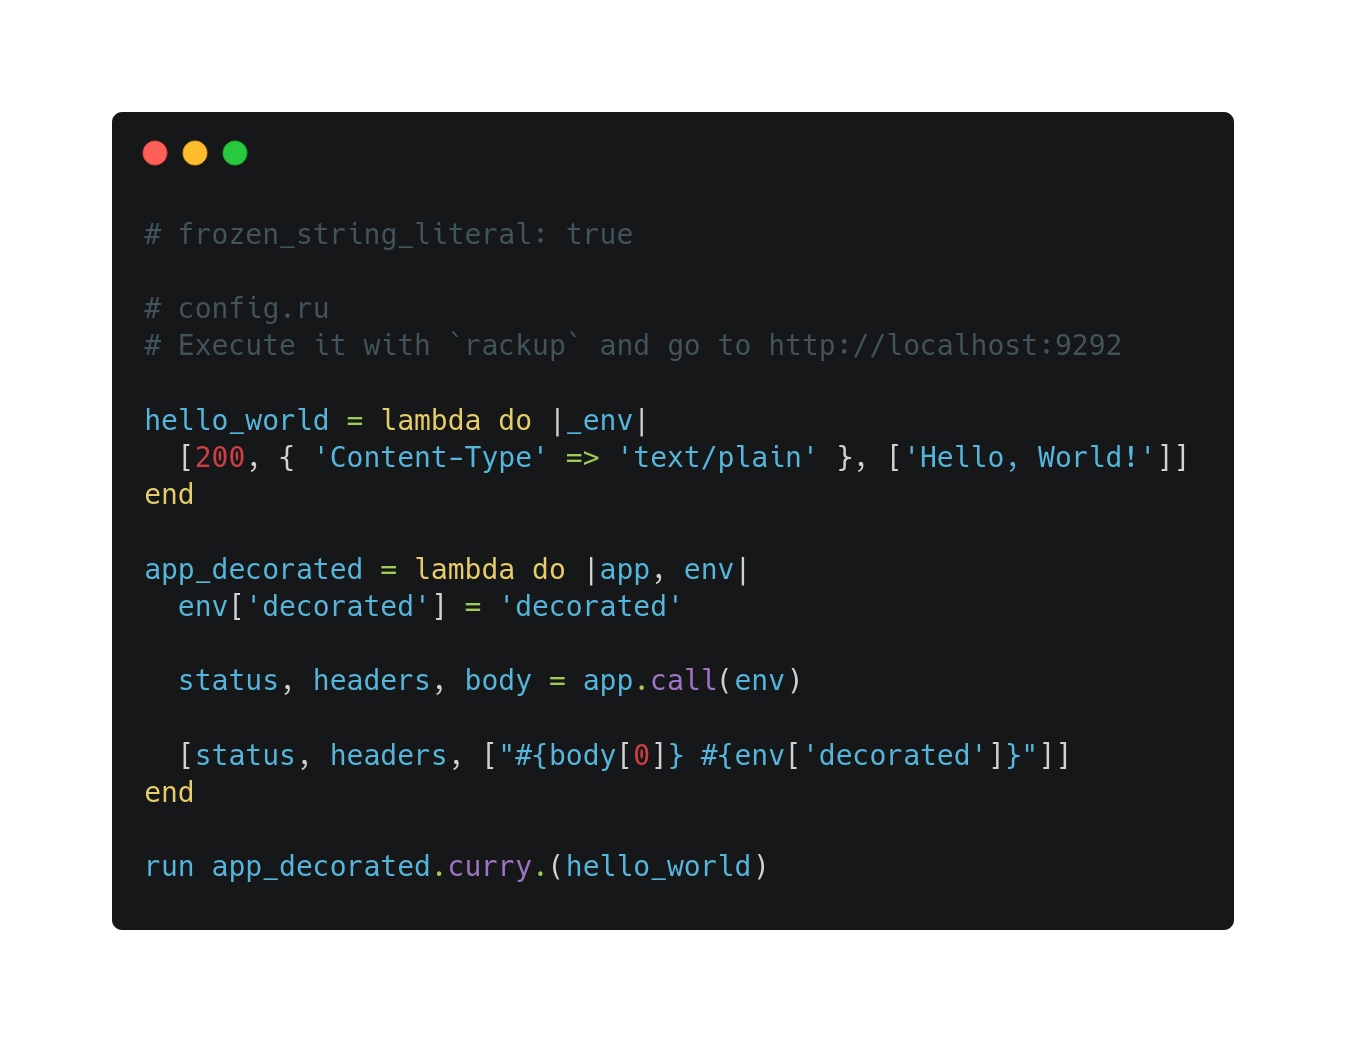 # frozen_string_literal: true
# config.ru
# Execute it with `rackup` and go to http://localhost:9292
hello_world = lambda do |_env|
  [200, { 'Content-Type' => 'text/plain' }, ['Hello, World!']]
end
app_decorated = lambda do |app, env|
  env['decorated'] = 'decorated'
  status, headers, body = app.call(env)
  [status, headers, ["#{body[0]} #{env['decorated']}"]]
end
run app_decorated.curry.(hello_world)